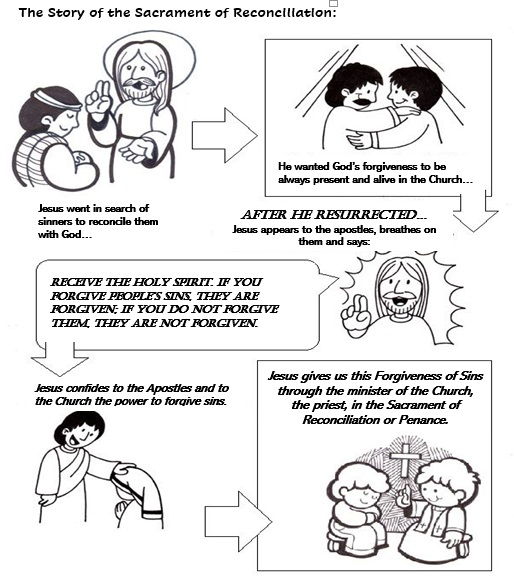 The Story of the Sacrament of Reconciliation:
Jesus went in search of
sinners to reconcile them
with God…
He wanted God's forgiveness to be
always present and alive in the Church…
AFTER HE RESURRECTED…
Jesus appears to the apostles, breathes on
them and says:
RECEIVE THE HOLY SPIRIT. IF YOU
FORGIVE PEOPLE'S SINS, THEY ARE
FORGIVEN; IF YOU DO NOT FORGIVE
THEM, THEY ARE NOT FORGIVEN.
Jesus confides to the Apostles and to
the Church the power to forgive sins.
Jesus gives us this Forgiveness of Sins
through the minister of the Church,
the priest, in the Sacrament of
Reconciliation or Penance.